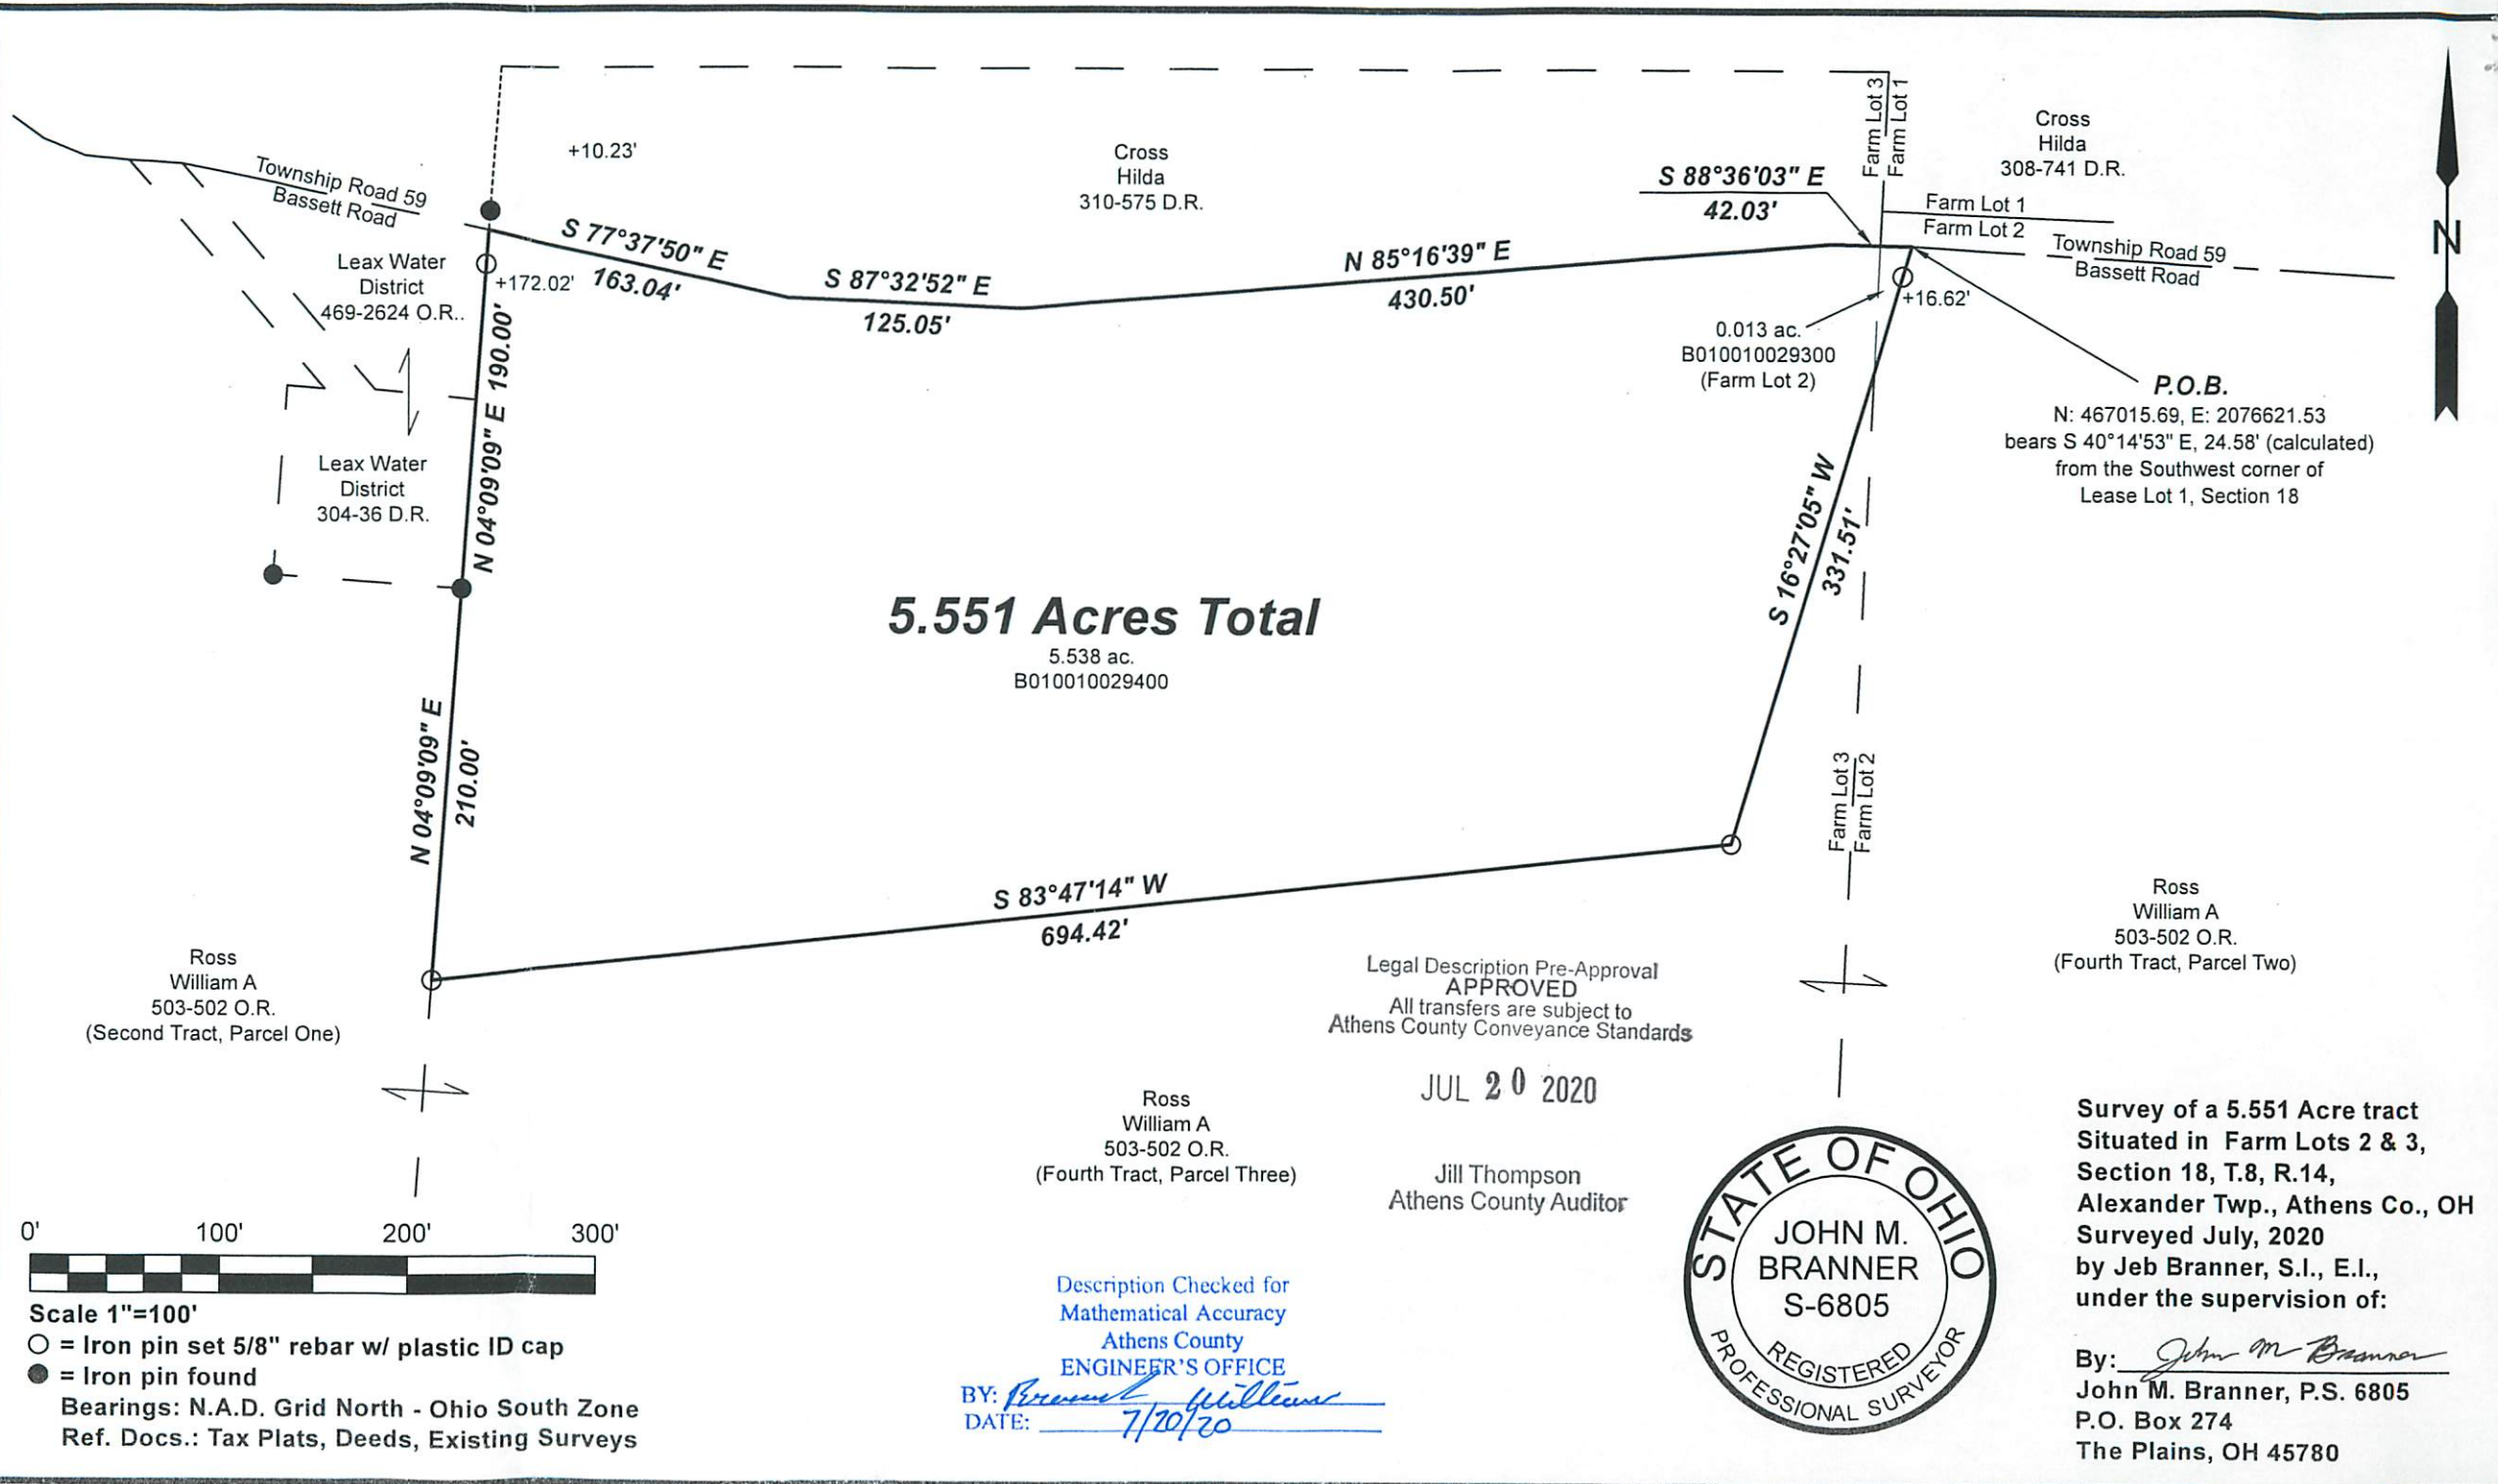 Township Road 59
Bassett Road
+10.23'
Cross
Hilda
310-575 D.R.
Farm Lot 3
Farm Lot 1
Cross
Hilda
308-741 D.R.
S 88°36'03" E
42.03'
Farm Lot 1
Farm Lot 2
Township Road 59
Bassett Road
Leax Water
District
469-2624 O.R..
+172.02'
S 77°37'50" E
163.04'
S 87°32'52" E
125.05'
N 85°16'39" E
430.50'
+16.62'
0.013 ac.
B010010029300
(Farm Lot 2)
P.O.B.
N: 467015.69, E: 2076621.53
bears S 40°14'53" E, 24.58' (calculated)
from the Southwest corner of
Lease Lot 1, Section 18
N 04°09'09" E 190.00'
Leax Water
District
304-36 D.R.
S 16°27'05" W
331.51'
5.551 Acres Total
5.538 ac.
B010010029400
N 04°09'09" E
210.00'
Farm Lot 3
Farm Lot 2
S 83°47'14" W
694.42'
Ross
William A
503-502 O.R.
(Second Tract, Parcel One)
Ross
William A
503-502 O.R.
(Fourth Tract, Parcel Two)
Legal Description Pre-Approval
APPROVED
All transfers are subject to
Athens County Conveyance Standards
JUL 20 2020
Jill Thompson
Athens County Auditor
Ross
William A
503-502 O.R.
(Fourth Tract, Parcel Three)
N
0' 100' 200' 300'
Scale 1"=100'
= Iron pin set 5/8" rebar w/ plastic ID cap
= Iron pin found
Bearings: N.A.D. Grid North - Ohio South Zone
Ref. Docs.: Tax Plats, Deeds, Existing Surveys
Description Checked for
Mathematical Accuracy
Athens County
ENGINEER'S OFFICE
BY:
DATE: 7/20/20
STATE OF OHIO
JOHN M.
BRANNER
S-6805
REGISTERED
PROFESSIONAL SURVEYOR
Survey of a 5.551 Acre tract
Situated in Farm Lots 2 & 3,
Section 18, T.8, R.14,
Alexander Twp., Athens Co., OH
Surveyed July, 2020
by Jeb Branner, S.I., E.I.,
under the supervision of:
By: John M Branner
John M. Branner, P.S. 6805
P.O. Box 274
The Plains, OH 45780